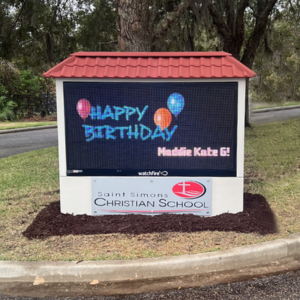 HAPPY
BIRTHDAY
Maddie Kate G!
watchfire
Saint Simons
CHRISTIAN SCHOOL